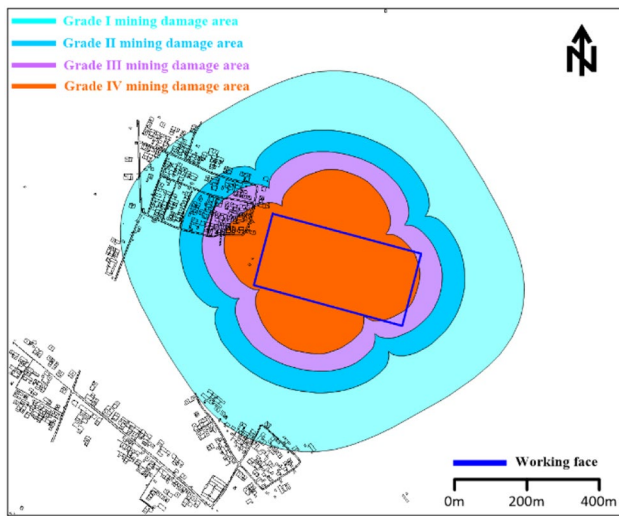 Grade I mining damage area
Grade II mining damage area
Grade III mining damage area
Grade IV mining damage area
N
Working face
0m 200m 400m